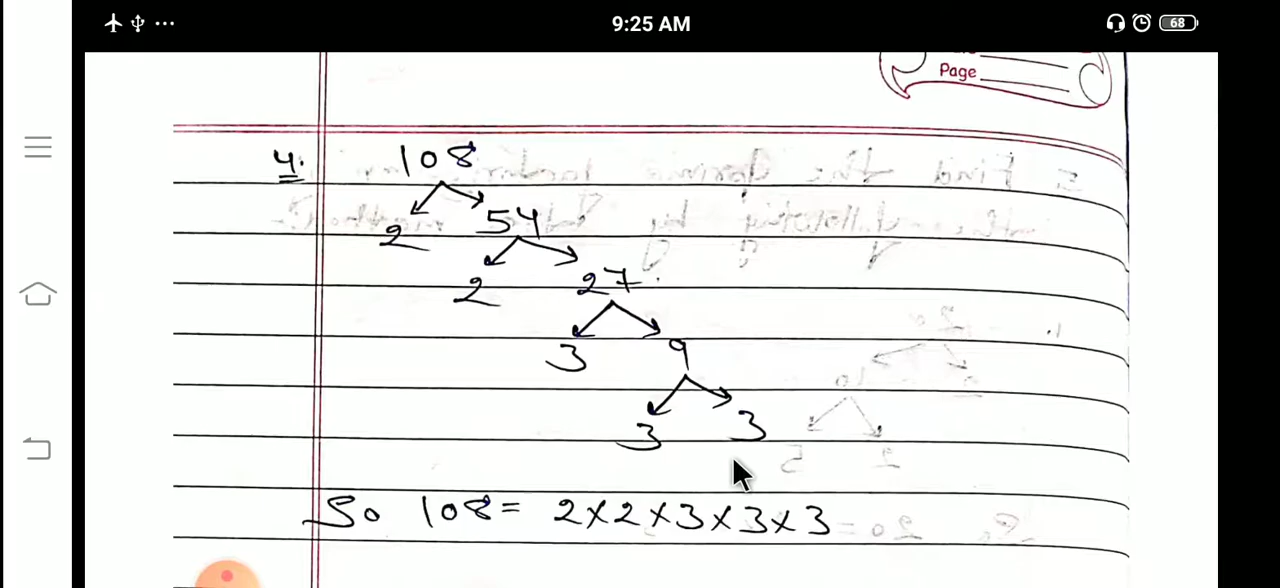 9:25 AM
68
Page
4. 108
2 54
2 27
3 9
3 3
So 108 = 2×2×3×3×3